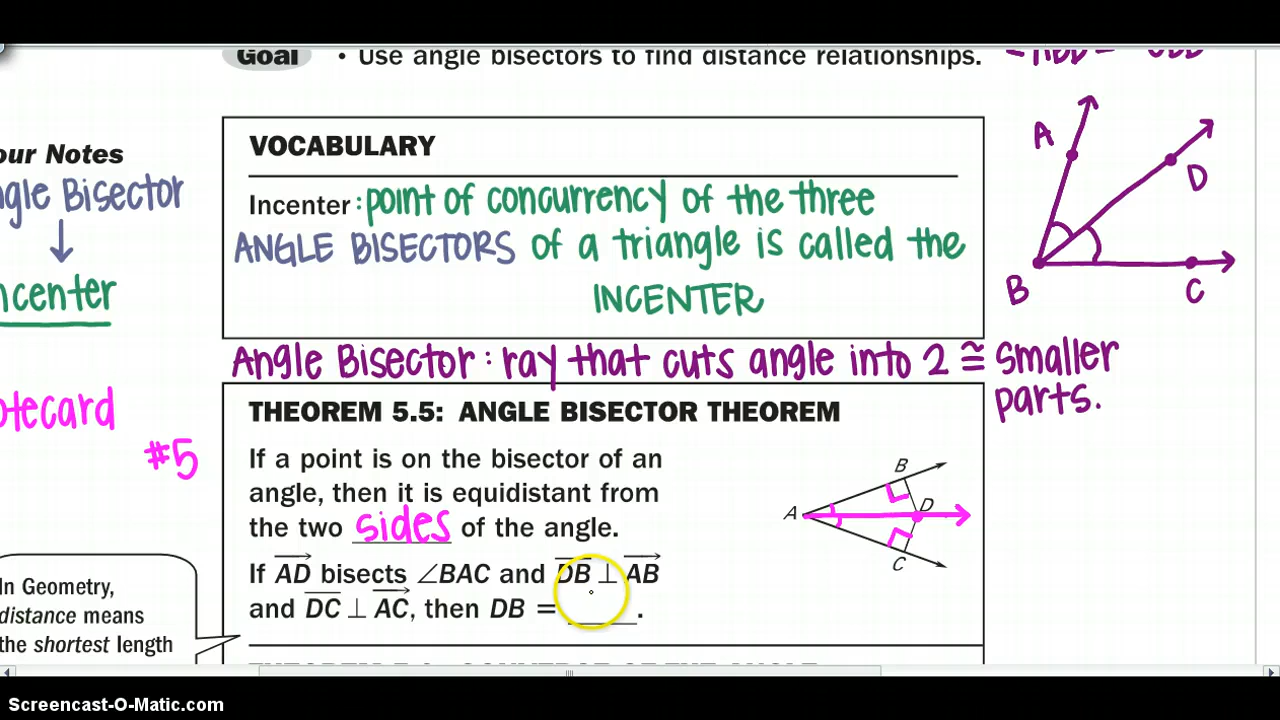 Goal • Use angle bisectors to find distance relationships.
our Notes
ngle Bisector
↓
ncenter
VOCABULARY
Incenter : point of concurrency of the three
ANGLE BISECTORS of a triangle is called the
INCENTER
A
D
B
C
Angle Bisector : ray that cuts angle into 2 ≅ smaller
parts.
otecard
#5
THEOREM 5.5: ANGLE BISECTOR THEOREM
If a point is on the bisector of an
angle, then it is equidistant from
the two sides of the angle.
If AD bisects ∠BAC and DB ⊥ AB
and DC ⊥ AC, then DB = ____.
B
A
D
C
In Geometry,
distance means
the shortest length
Screencast-O-Matic.com